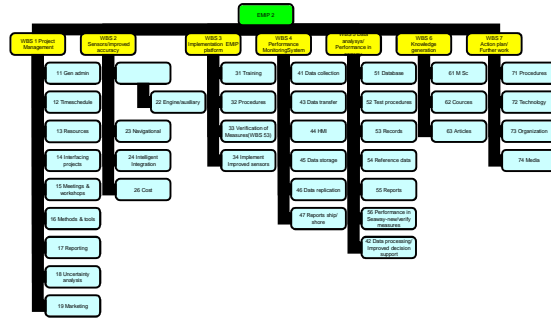 EMIP 2
WBS 1 Project
Management
WBS 2
Sensors/improved
accuracy
WBS 3
Implementation EMIP
platform
WBS 4
Performance
MonitoringSystem
analysys/
Performance in
WBS 6
Knowledge
generation
WBS 7
Action plan/
Further work
11 Gen admin
12 Timeschedule
13 Resources
14 Interfacing
projects
15 Meetings &
workshops
16 Methods & tools
17 Reporting
18 Uncertainty
analysis
19 Marketing
22 Engine/auxiliary
23 Navigational
24 Intelligent
Integration
26 Cost
31 Training
32 Procedures
33 Verification of
Measures(WBS 53)
34 Implement
Improved sensors
41 Data collection
43 Data transfer
44 HMI
45 Data storage
46 Data replication
47 Reports ship/
shore
51 Database
52 Test procedures
53 Records
54 Reference data
55 Reports
56 Performance in
Seaway-new/verify
measures
42 Data processing/
Improved decision
support
61 M Sc
62 Cources
63 Articles
71 Procedures
72 Technology
73 Organization
74 Media